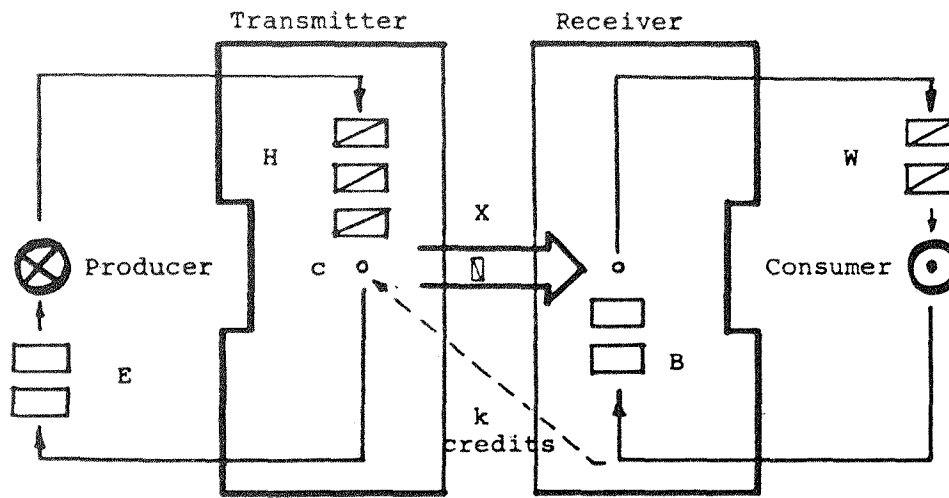 Transmitter
Receiver
H
W
X
Producer
c
Consumer
E
B
k
credits